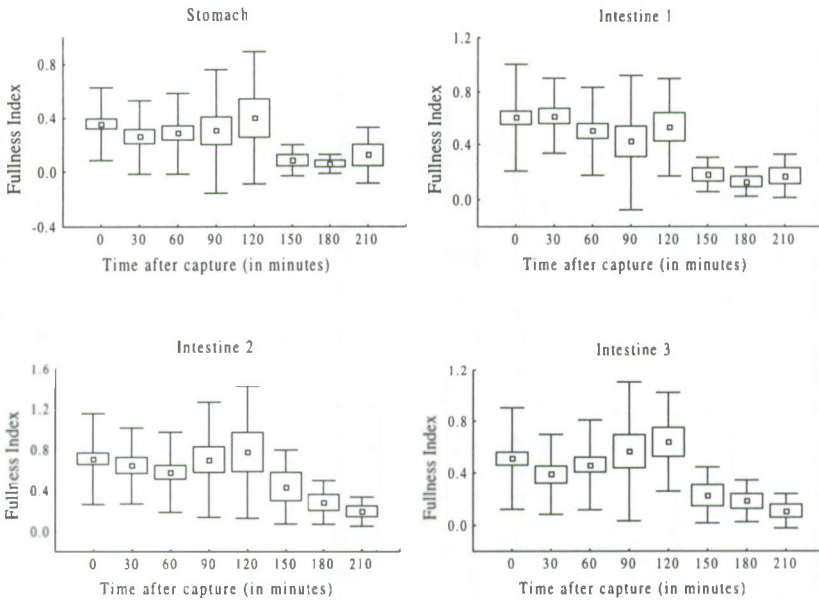 Stomach
Fullness Index
0.8
0.4
0.0
-0.4
0 30 60 90 120 150 180 210
Time after capture (in minutes)
Intestine 1
Fullness Index
1.2
0.8
0.4
0.0
0 30 60 90 120 150 180 210
Time after capture (in minutes)
Intestine 2
Fullness Index
1.6
1.2
0.8
0.4
0.0
0 30 60 90 120 150 180 210
Time after capture (in minutes)
Intestine 3
Fullness Index
1.2
0.8
0.4
0.0
0 30 60 90 120 150 180 210
Time after capture (in minutes)